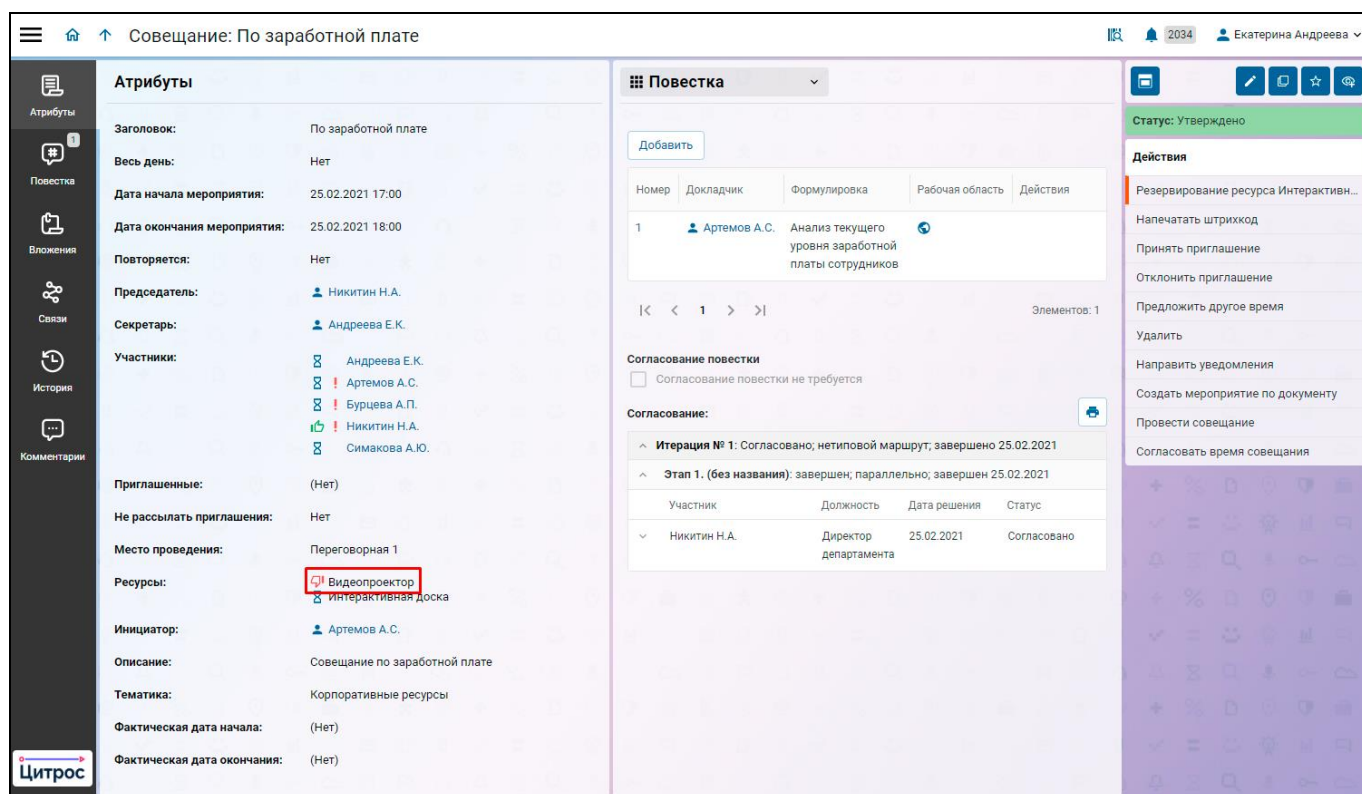 Совещание: По заработной плате
2034
Екатерина Андреева
Атрибуты
1
Повестка
Вложения
Связи
История
Комментарии
Цитрос
Атрибуты
Заголовок: По заработной плате
Весь день: Нет
Дата начала мероприятия: 25.02.2021 17:00
Дата окончания мероприятия: 25.02.2021 18:00
Повторяется: Нет
Председатель: Никитин Н.А.
Секретарь: Андреева Е.К.
Участники: Андреева Е.К.
Артемов А.С.
Бурцева А.П.
Никитин Н.А.
Симакова А.Ю.
Приглашенные: (Нет)
Не рассылать приглашения: Нет
Место проведения: Переговорная 1
Ресурсы: Видеопроектор
Интерактивная доска
Инициатор: Артемов А.С.
Описание: Совещание по заработной плате
Тематика: Корпоративные ресурсы
Фактическая дата начала: (Нет)
Фактическая дата окончания: (Нет)
Повестка
Добавить
Номер Докладчик Формулировка Рабочая область Действия
1 Артемов А.С. Анализ текущего
уровня заработной
платы сотрудников
1 Элементов: 1
Согласование повестки
Согласование повестки не требуется
Согласование:
Итерация № 1: Согласовано; нетиповой маршрут; завершено 25.02.2021
Этап 1. (без названия): завершен; параллельно; завершен 25.02.2021
Участник Должность Дата решения Статус
Никитин Н.А. Директор 25.02.2021 Согласовано
департамента
Статус: Утверждено
Действия
Резервирование ресурса Интерактивн...
Напечатать штрихкод
Принять приглашение
Отклонить приглашение
Предложить другое время
Удалить
Направить уведомления
Создать мероприятие по документу
Провести совещание
Согласовать время совещания